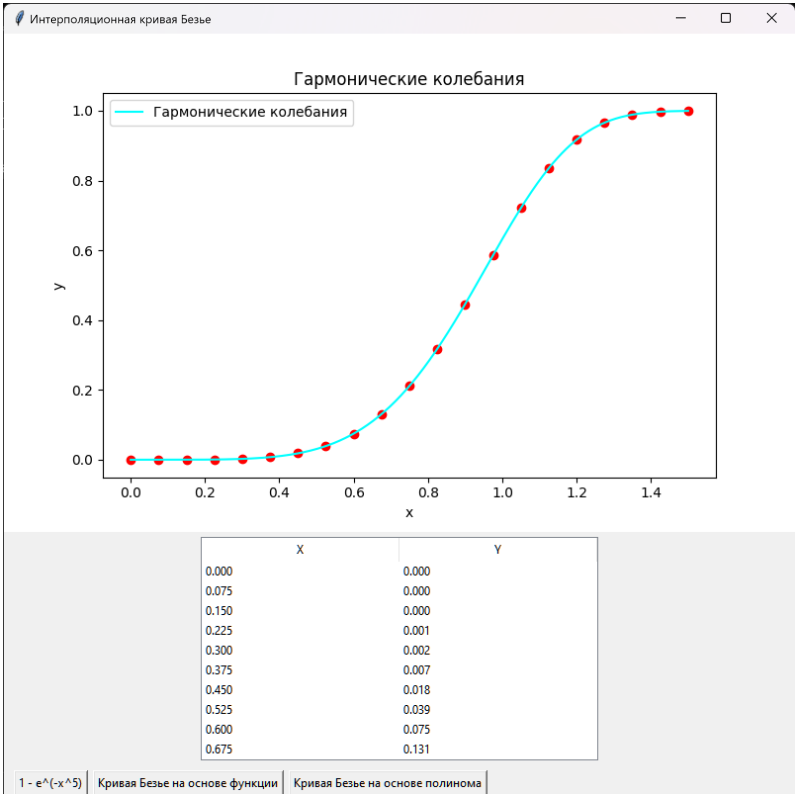 Интерполяционная кривая Безье
Гармонические колебания
Гармонические колебания
1.0
0.8
0.6
y
0.4
0.2
0.0
0.0 0.2 0.4 0.6 0.8 1.0 1.2 1.4
x
X Y
0.000 0.000
0.075 0.000
0.150 0.000
0.225 0.001
0.300 0.002
0.375 0.007
0.450 0.018
0.525 0.039
0.600 0.075
0.675 0.131
1 - e^(-x^5) Кривая Безье на основе функции Кривая Безье на основе полинома